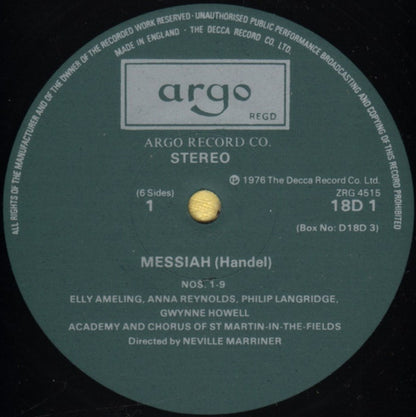 ALL RIGHTS OF THE MANUFACTURER AND OF THE OWNER OF THE RECORDED WORK RESERVED · UNAUTHORISED PUBLIC PERFORMANCE BROADCASTING AND COPYING OF THIS RECORD PROHIBITED
MADE IN ENGLAND · THE DECCA RECORD CO. LTD.
argo
REGD
ARGO RECORD CO.
STEREO
(6 Sides)
1
Ⓟ 1976 The Decca Record Co. Ltd.
ZRG 4515
18D 1
(Box No: D18D 3)
MESSIAH (Handel)
NOS. 1-9
ELLY AMELING, ANNA REYNOLDS, PHILIP LANGRIDGE,
GWYNNE HOWELL
ACADEMY AND CHORUS OF ST MARTIN-IN-THE-FIELDS
Directed by NEVILLE MARRINER